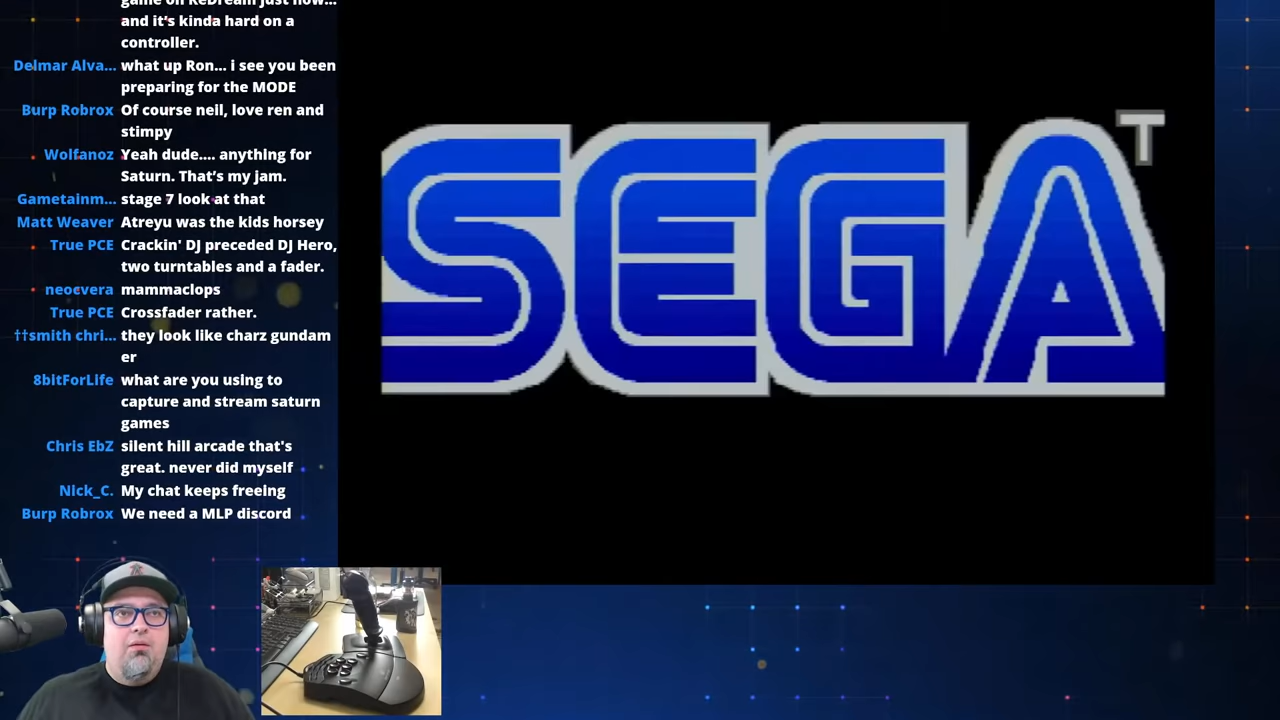 game on ReDream just now...
and it's kinda hard on a
controller.
Delmar Alva... what up Ron... i see you been
preparing for the MODE
Burp Robrox Of course neil, love ren and
stimpy
Wolfanoz Yeah dude.... anything for
Saturn. That's my jam.
Gametainm... stage 7 look at that
Matt Weaver Atreyu was the kids horsey
True PCE Crackin' DJ preceded DJ Hero,
two turntables and a fader.
neocvera mammaclops
True PCE Crossfader rather.
††smith chri... they look like charz gundam
er
8bitForLife what are you using to
capture and stream saturn
games
Chris EbZ silent hill arcade that's
great. never did myself
Nick_C. My chat keeps freeing
Burp Robrox We need a MLP discord
SEGA T